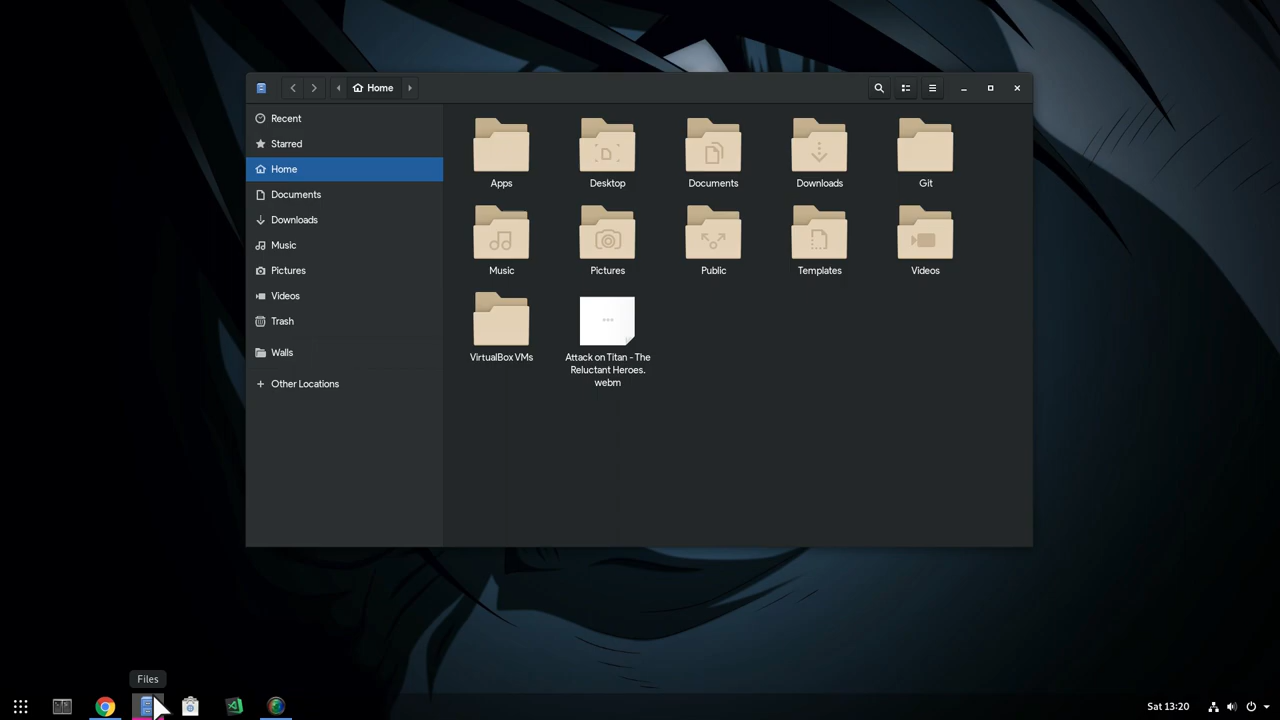 Home
Recent
Starred
Home
Documents
Downloads
Music
Pictures
Videos
Trash
Walls
Other Locations
Apps
Desktop
Documents
Downloads
Git
Music
Pictures
Public
Templates
Videos
VirtualBox VMs
Attack on Titan - The
Reluctant Heroes.
webm
Files
Sat 13:20